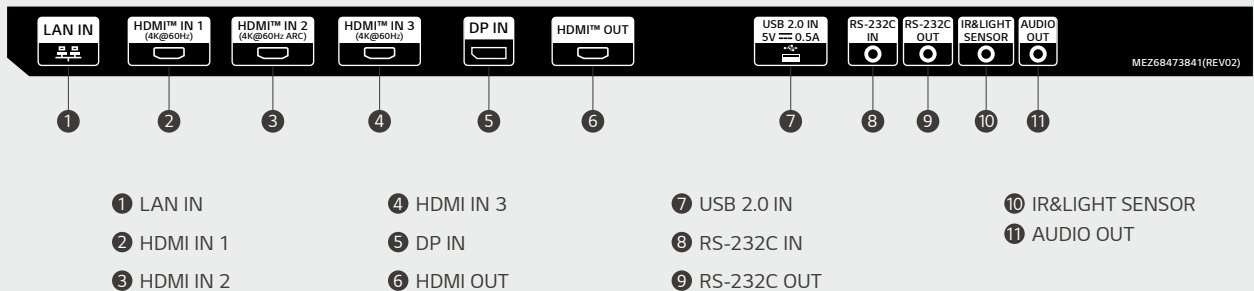 LAN IN
HDMI™ IN 1
(4K@60Hz)
HDMI™ IN 2
(4K@60Hz ARC)
HDMI™ IN 3
(4K@60Hz)
DP IN
HDMI™ OUT
USB 2.0 IN
5V ⎓ 0.5A
RS-232C
IN
RS-232C
OUT
IR&LIGHT
SENSOR
AUDIO
OUT
MEZ68473841(REV02)
1 2 3 4 5 6 7 8 9 10 11
1 LAN IN
2 HDMI IN 1
3 HDMI IN 2
4 HDMI IN 3
5 DP IN
6 HDMI OUT
7 USB 2.0 IN
8 RS-232C IN
9 RS-232C OUT
10 IR&LIGHT SENSOR
11 AUDIO OUT